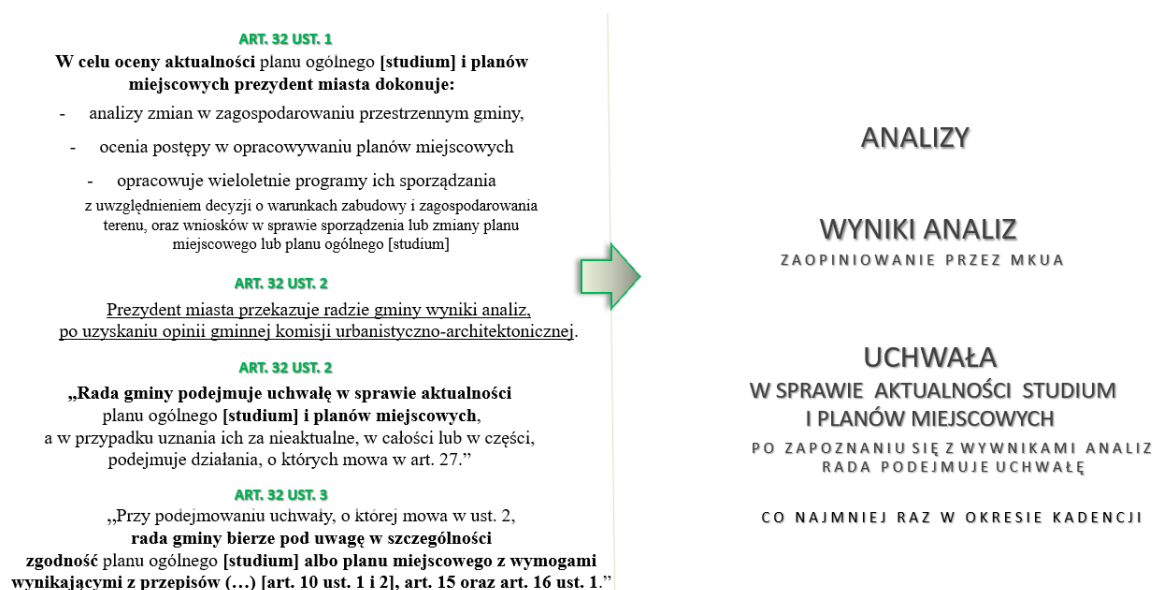 ART. 32 UST. 1
W celu oceny aktualności planu ogólnego [studium] i planów
miejscowych prezydent miasta dokonuje:
- analizy zmian w zagospodarowaniu przestrzennym gminy,
- ocenia postępy w opracowywaniu planów miejscowych
- opracowuje wieloletnie programy ich sporządzania
z uwzględnieniem decyzji o warunkach zabudowy i zagospodarowania
terenu, oraz wniosków w sprawie sporządzenia lub zmiany planu
miejscowego lub planu ogólnego [studium]
ART. 32 UST. 2
Prezydent miasta przekazuje radzie gminy wyniki analiz,
po uzyskaniu opinii gminnej komisji urbanistyczno-architektonicznej.
ART. 32 UST. 2
„Rada gminy podejmuje uchwałę w sprawie aktualności
planu ogólnego [studium] i planów miejscowych,
a w przypadku uznania ich za nieaktualne, w całości lub w części,
podejmuje działania, o których mowa w art. 27.”
ART. 32 UST. 3
„Przy podejmowaniu uchwały, o której mowa w ust. 2,
rada gminy bierze pod uwagę w szczególności
zgodność planu ogólnego [studium] albo planu miejscowego z wymogami
wynikającymi z przepisów (…) [art. 10 ust. 1 i 2], art. 15 oraz art. 16 ust. 1.”
ANALIZY
WYNIKI ANALIZ
ZAOPINIOWANIE PRZEZ MKUA
UCHWAŁA
W SPRAWIE AKTUALNOŚCI STUDIUM
I PLANÓW MIEJSCOWYCH
PO ZAPOZNANIU SIĘ Z WYWNIKAMI ANALIZ
RADA PODEJMUJE UCHWAŁĘ
CO NAJMNIEJ RAZ W OKRESIE KADENCJI